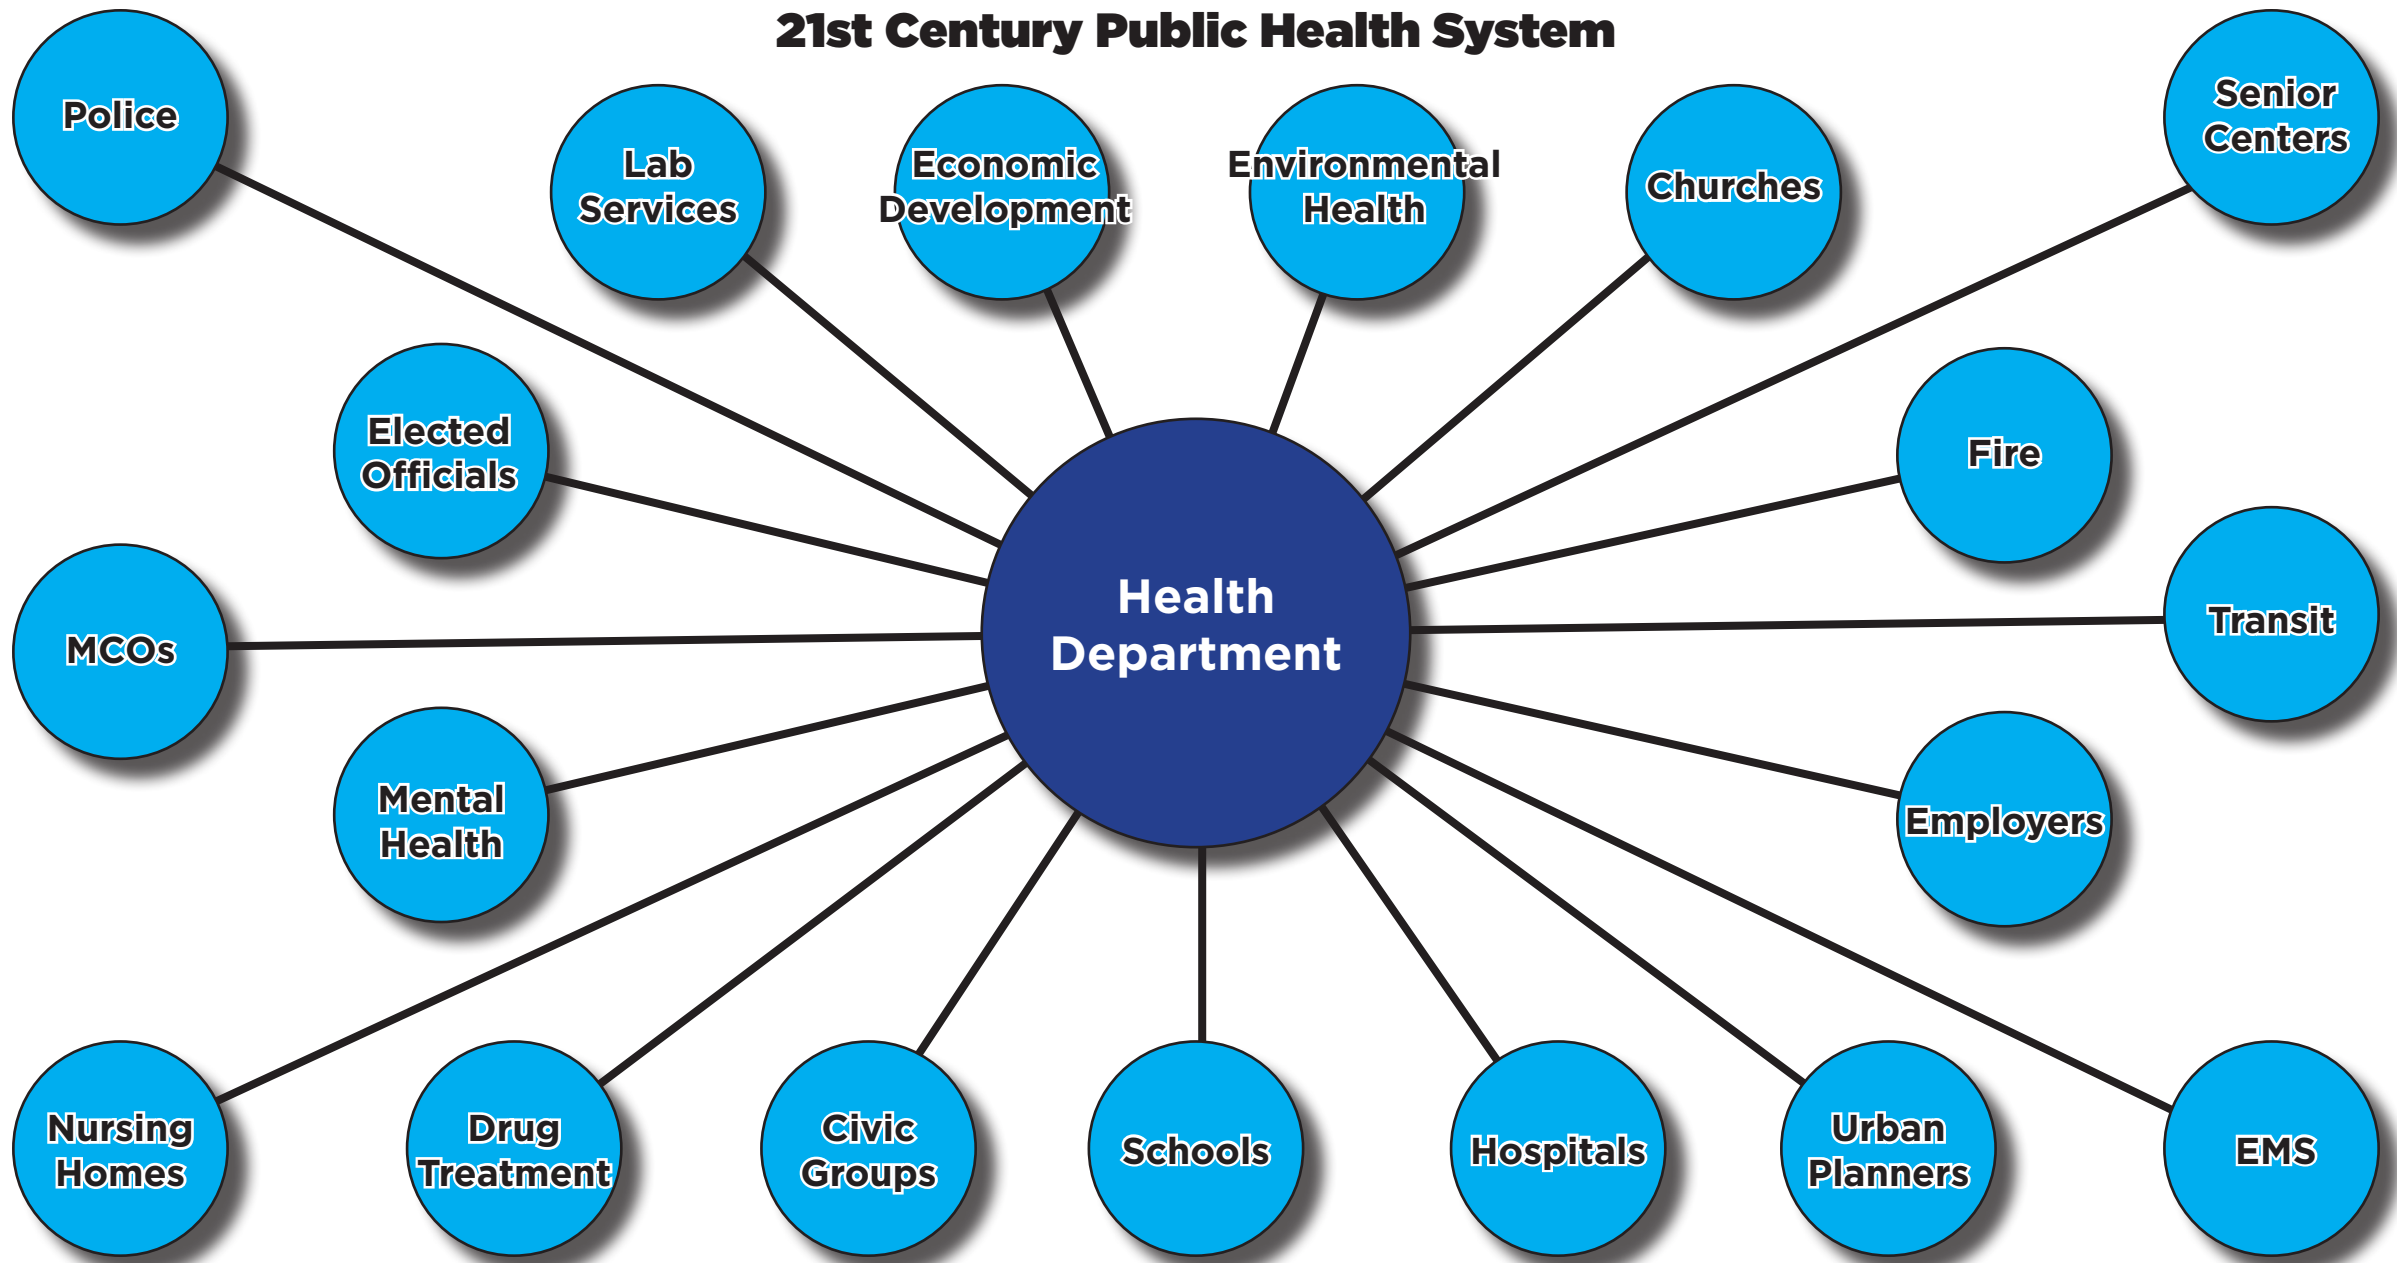 21st Century Public Health System
Police
Lab
Services
Economic
Development
Environmental
Health
Churches
Senior
Centers
Elected
Officials
Fire
MCOs
Health
Department
Transit
Mental
Health
Employers
Nursing
Homes
Drug
Treatment
Civic
Groups
Schools
Hospitals
Urban
Planners
EMS